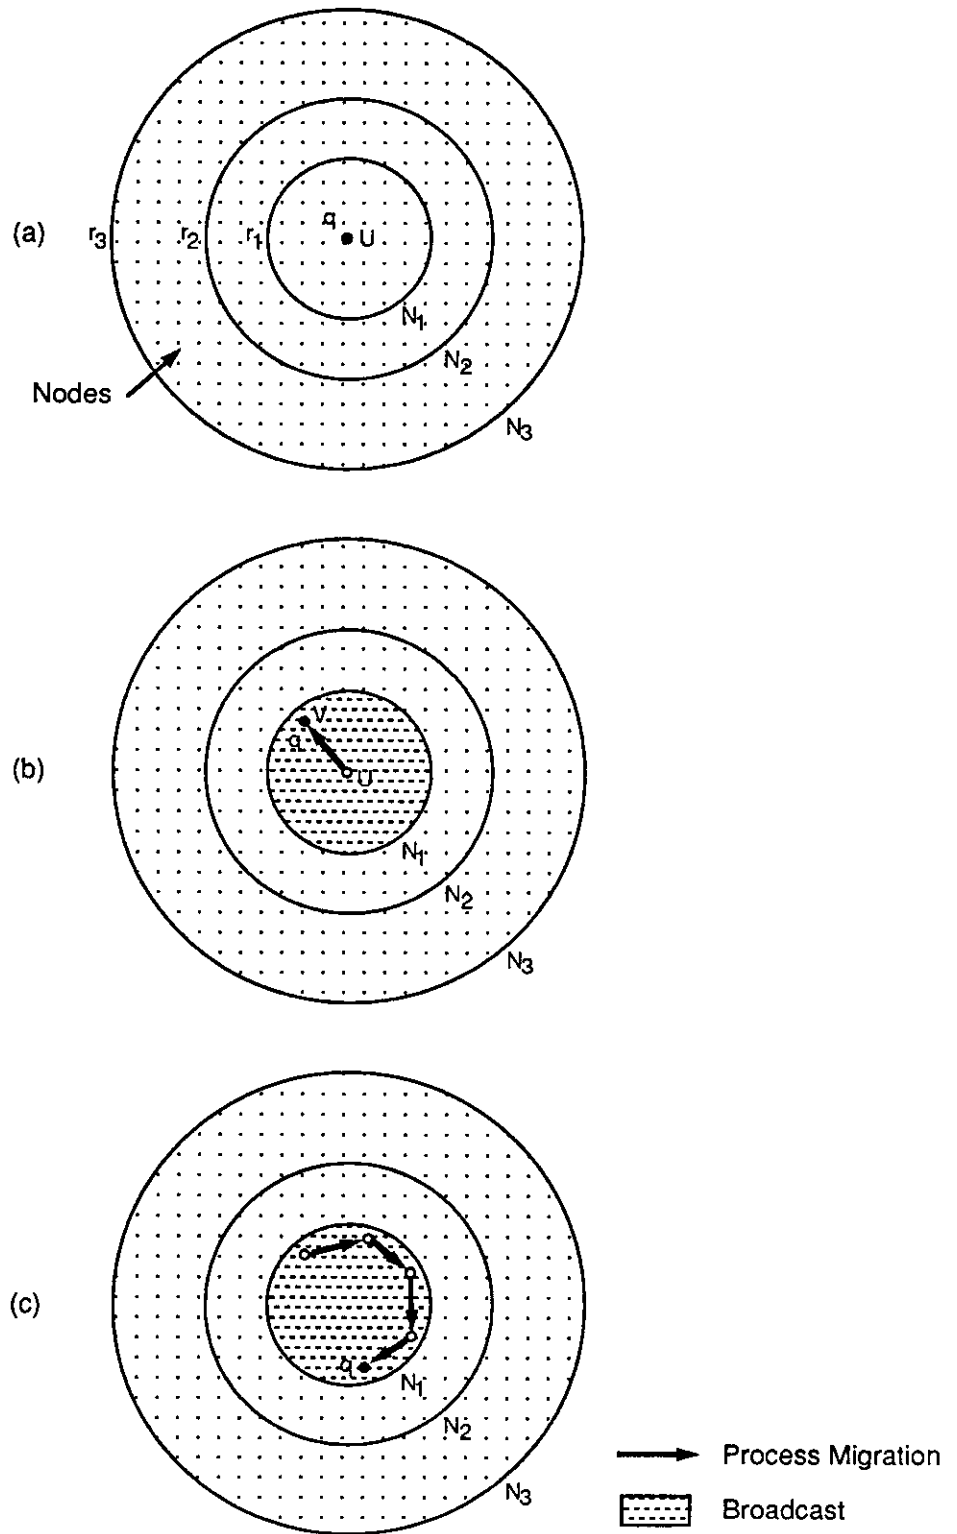 (a)
r3
r2
r1
q
U
N1
N2
N3
Nodes
(b)
V
q
U
N1
N2
N3
(c)
q
N1
N2
N3
Process Migration
Broadcast